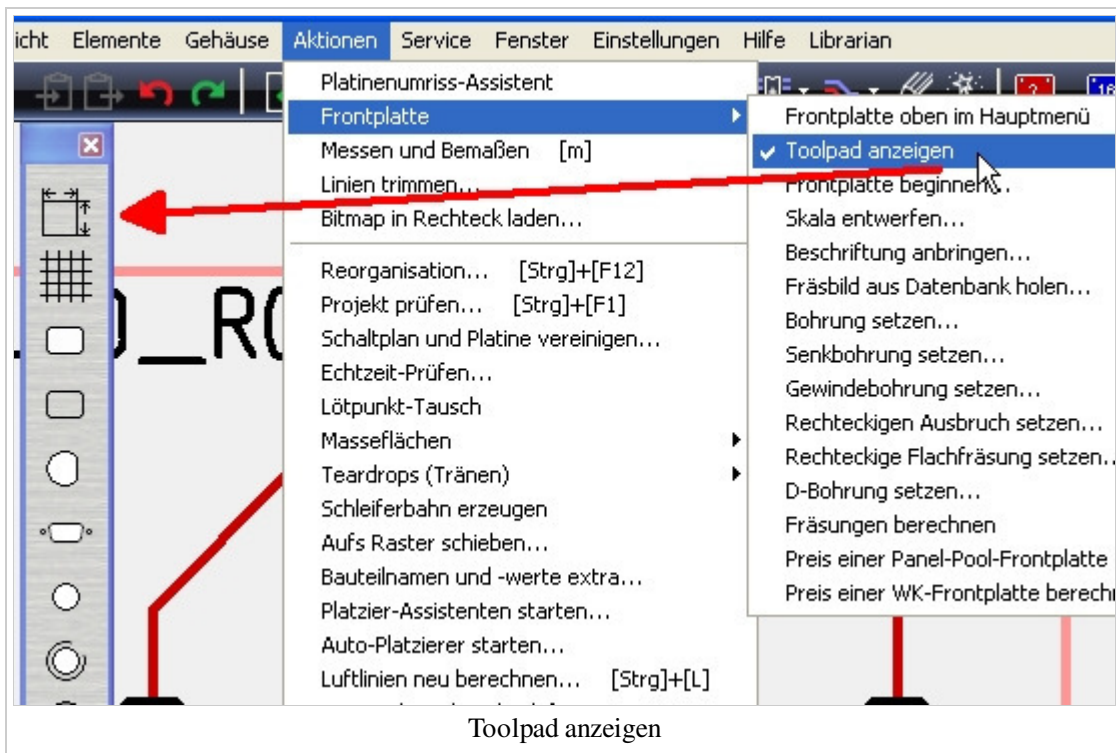 icht Elemente Gehäuse Aktionen Service Fenster Einstellungen Hilfe Librarian
Platinenumriss-Assistent
Frontplatte
Messen und Bemaßen [m]
Linien trimmen...
Bitmap in Rechteck laden...
Reorganisation... [Strg]+[F12]
Projekt prüfen... [Strg]+[F1]
Schaltplan und Platine vereinigen...
Echtzeit-Prüfen...
Lötpunkt-Tausch
Masseflächen
Teardrops (Tränen)
Schleiferbahn erzeugen
Aufs Raster schieben...
Bauteilnamen und -werte extra...
Platzier-Assistenten starten...
Auto-Platzierer starten...
Luftlinien neu berechnen... [Strg]+[L]
Frontplatte oben im Hauptmenü
Toolpad anzeigen
Frontplatte beginnen...
Skala entwerfen...
Beschriftung anbringen...
Fräsbild aus Datenbank holen...
Bohrung setzen...
Senkbohrung setzen...
Gewindebohrung setzen...
Rechteckigen Ausbruch setzen...
Rechteckige Flachfräsung setzen..
D-Bohrung setzen...
Fräsungen berechnen
Preis einer Panel-Pool-Frontplatte
Preis einer WK-Frontplatte berech
Toolpad anzeigen